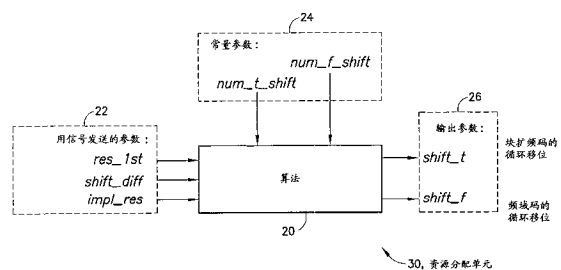 24
常量参数：
num_f_shift
num_t_shift
22
用信号发送的参数：
res_1st
shift_diff
impl_res
算法
20
26
输出参数：
shift_t
shift_f
块扩频码的
循环移位
频域码的
循环移位
30, 资源分配单元